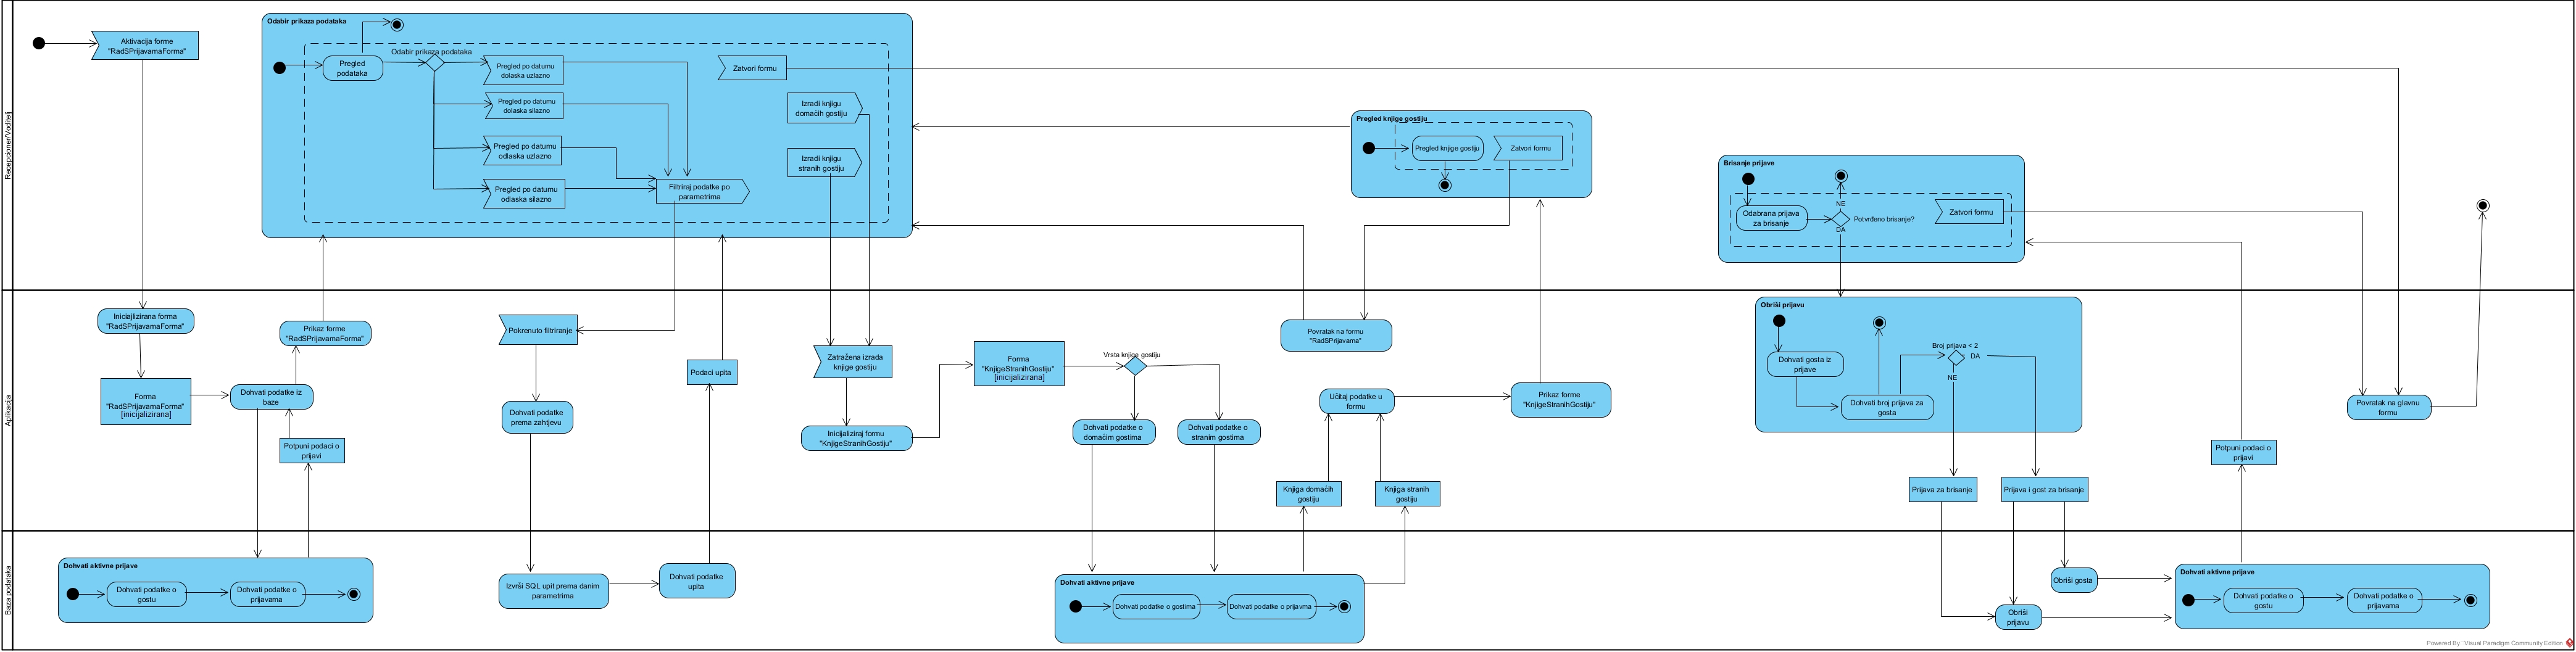 Recepcioner/Voditelj
Aktivacija forme
"RadSPrijavamaForma"
Odabir prikaza podataka
Pregled
podataka
Odabir prikaza podataka
Pregled po datumu
dolaska uzlazno
Pregled po datumu
dolaska silazno
Pregled po datumu
odlaska uzlazno
Pregled po datumu
odlaska silazno
Filtriraj podatke po
parametrima
Zatvori formu
Izradi knjigu
domaćih gostiju
Izradi knjigu
stranih gostiju
Pregled knjige gostiju
Pregled knjige gostiju
Zatvori formu
Brisanje prijave
Odabrana prijava
za brisanje
NE
Potvrđeno brisanje?
DA
Zatvori formu
Aplikacija
Iniciajlizirana forma
"RadSPrijavamaForma"
Forma
"RadSPrijavamaForma"
[inicijalizirana]
Prikaz forme
"RadSPrijavamaForma"
Dohvati podatke iz
baze
Potpuni podaci o
prijavi
Pokrenuto filtriranje
Dohvati podatke
prema zahtjevu
Podaci upita
Zatražena izrada
knjige gostiju
Inicijaliziraj formu
"KnjigeStranihGostiju"
Forma
"KnjigeStranihGostiju"
[inicijalizirana]
Vrsta knjige gostiju
Dohvati podatke o
domaćim gostima
Dohvati podatke o
stranim gostima
Povratak na formu
"RadSPrijavama"
Učitaj podatke u
formu
Knjiga domaćih
gostiju
Knjiga stranih
gostiju
Prikaz forme
"KnjigeStranihGostiju"
Obriši prijavu
Dohvati gosta iz
prijave
Dohvati broj prijava za
gosta
Broj prijava < 2
DA
NE
Prijava za brisanje
Prijava i gost za brisanje
Potpuni podaci o
prijavi
Povratak na glavnu
formu
Baza podataka
Dohvati aktivne prijave
Dohvati podatke o
gostu
Dohvati podatke o
prijavama
Izvrši SQL upit prema danim
parametrima
Dohvati podatke
upita
Dohvati aktivne prijave
Dohvati podatke o gostima
Dohvati podatke o prijavma
Obriši gosta
Obriši
prijavu
Dohvati aktivne prijave
Dohvati podatke o
gostu
Dohvati podatke o
prijavama
Powered By Visual Paradigm Community Edition